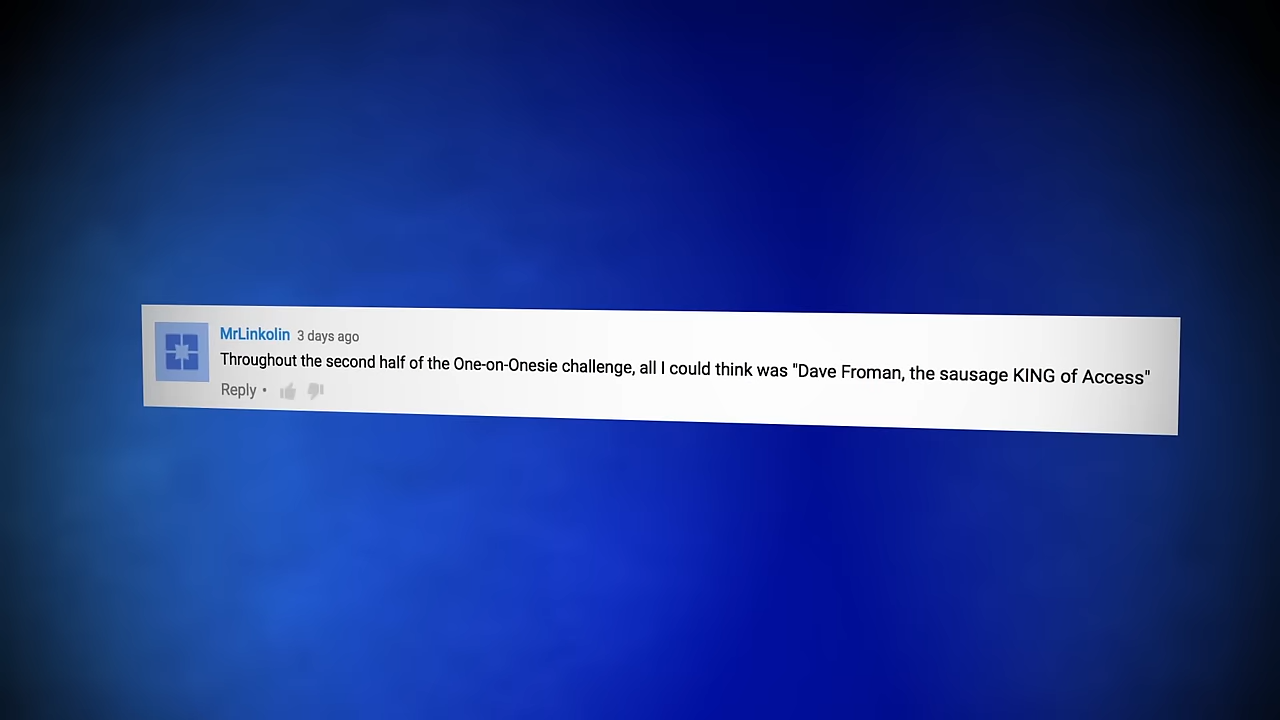 MrLinkolin 3 days ago
Throughout the second half of the One-on-Onesie challenge, all I could think was "Dave Froman, the sausage KING of Access"
Reply •